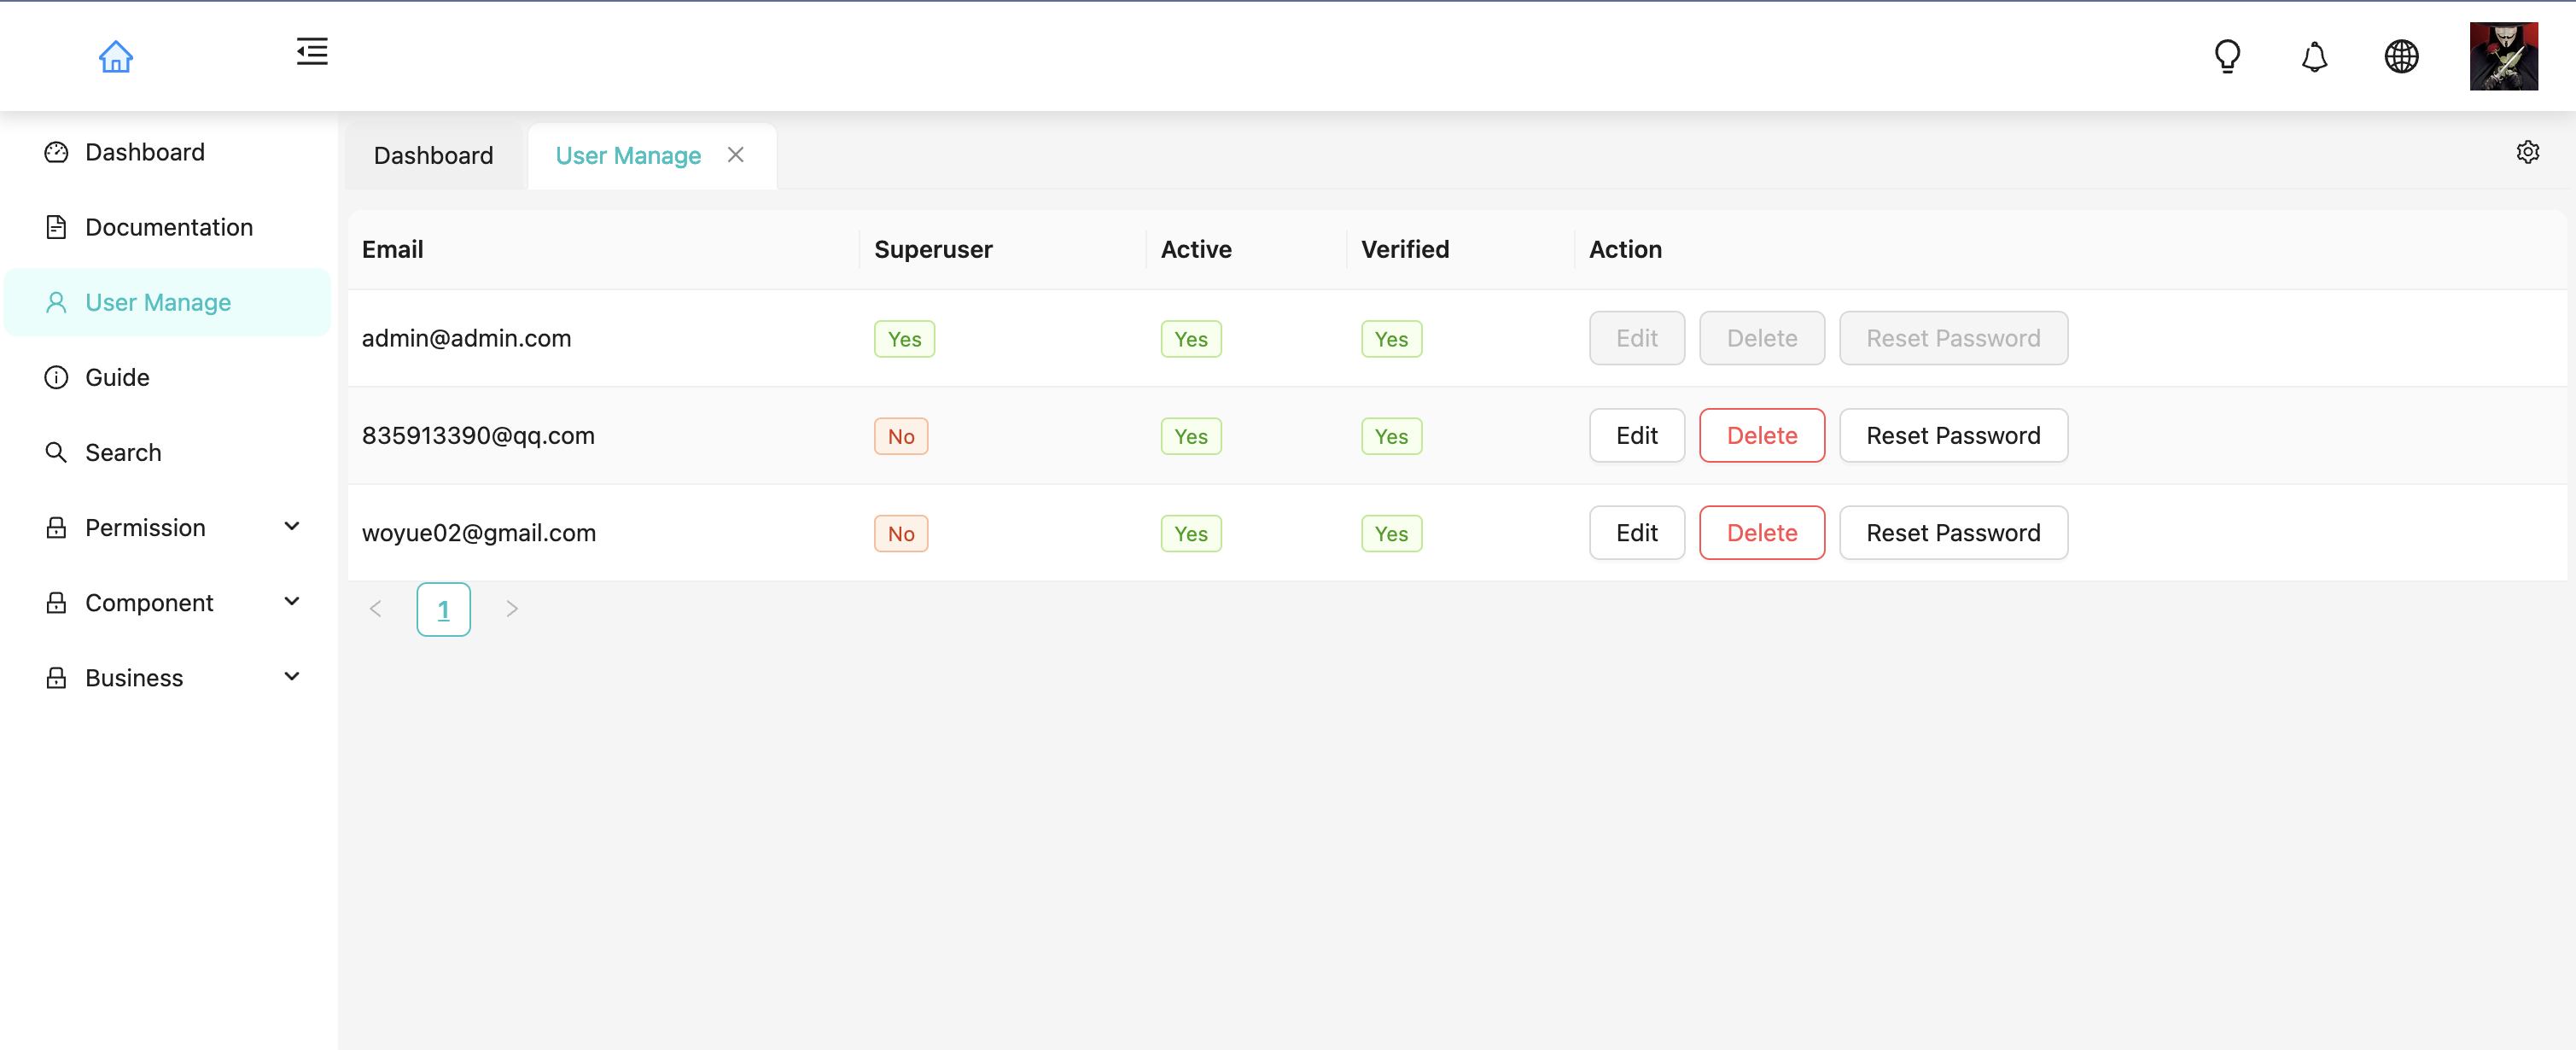 Dashboard
Documentation
User Manage
Guide
Search
Permission
Component
Business
Dashboard User Manage
Email Superuser Active Verified Action
admin@admin.com Yes Yes Yes Edit Delete Reset Password
835913390@qq.com No Yes Yes Edit Delete Reset Password
woyue02@gmail.com No Yes Yes Edit Delete Reset Password
1